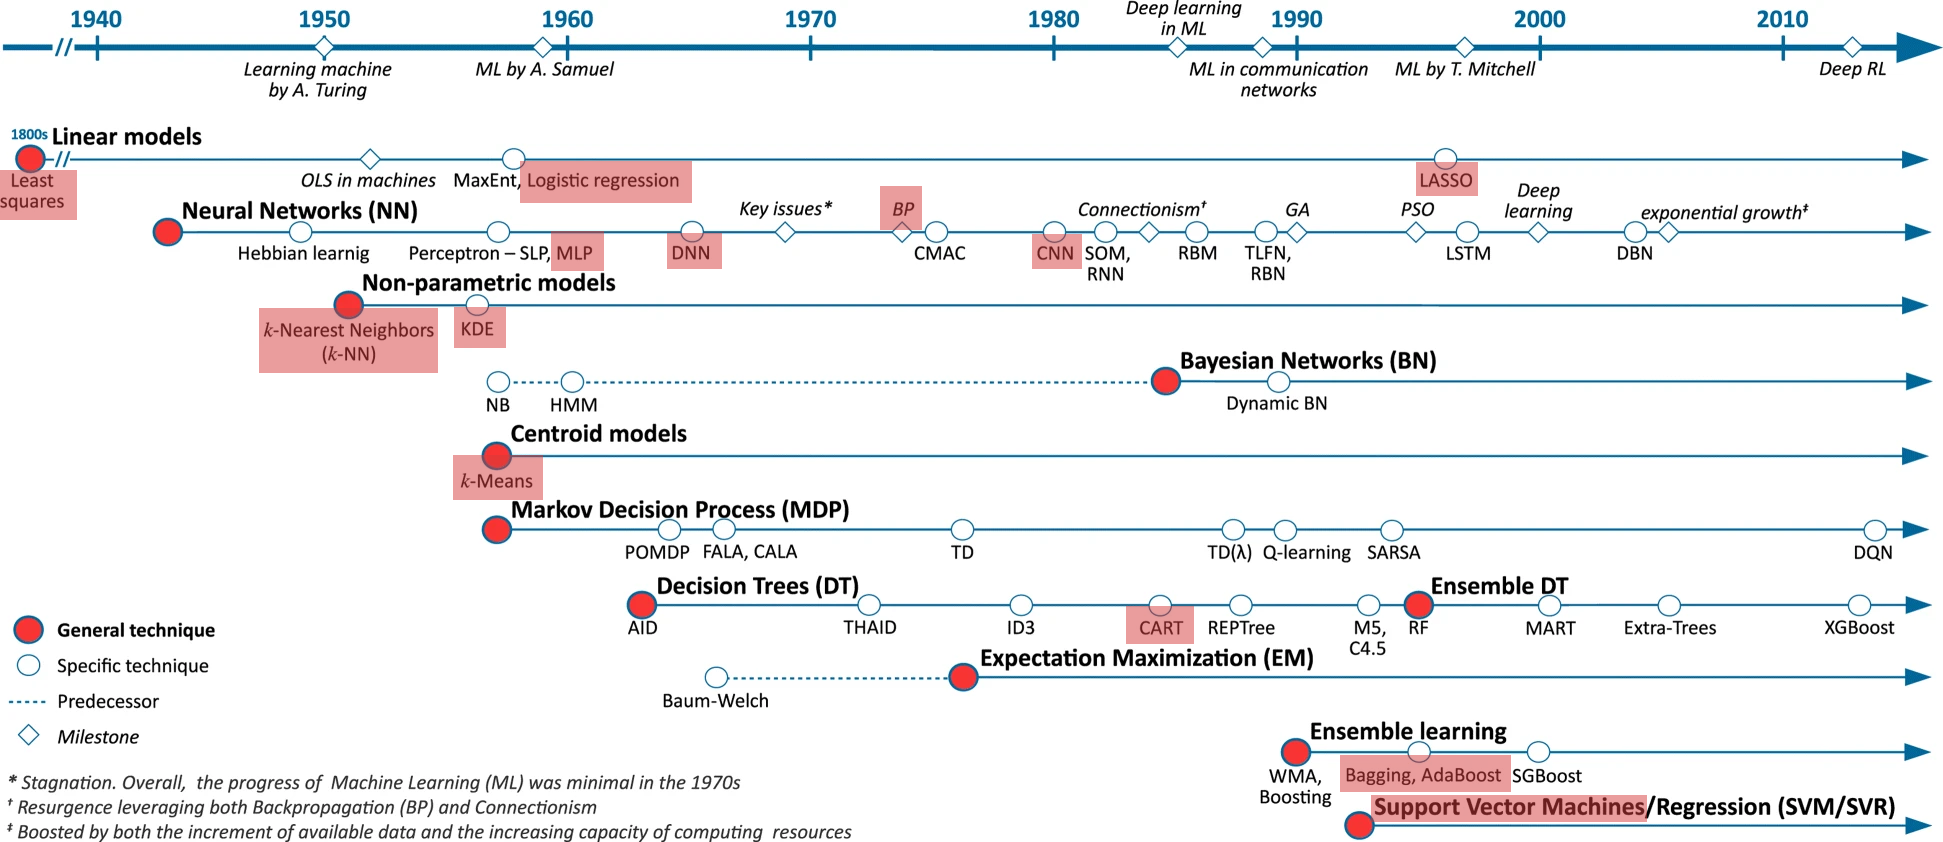 1940 1950 1960 1970 1980 1990 2000 2010
Deep learning
in ML
Learning machine
by A. Turing
ML by A. Samuel
ML in communication
networks
ML by T. Mitchell
Deep RL
1800s Linear models
Least
squares
OLS in machines
MaxEnt, Logistic regression
LASSO
Neural Networks (NN)
Key issues*
BP
Connectionism†
GA
PSO
Deep
learning
exponential growth‡
Hebbian learnig
Perceptron – SLP, MLP
DNN
CMAC
CNN
SOM,
RNN
RBM
TLFN,
RBN
LSTM
DBN
Non-parametric models
k-Nearest Neighbors
(k-NN)
KDE
Bayesian Networks (BN)
NB
HMM
Dynamic BN
Centroid models
k-Means
Markov Decision Process (MDP)
POMDP
FALA, CALA
TD
TD(λ)
Q-learning
SARSA
DQN
Decision Trees (DT)
Ensemble DT
AID
THAID
ID3
CART
REPTree
M5,
C4.5
RF
MART
Extra-Trees
XGBoost
Expectation Maximization (EM)
Baum-Welch
Ensemble learning
WMA,
Boosting
Bagging, AdaBoost
SGBoost
Support Vector Machines/Regression (SVM/SVR)
General technique
Specific technique
Predecessor
Milestone
* Stagnation. Overall, the progress of Machine Learning (ML) was minimal in the 1970s
† Resurgence leveraging both Backpropagation (BP) and Connectionism
‡ Boosted by both the increment of available data and the increasing capacity of computing resources